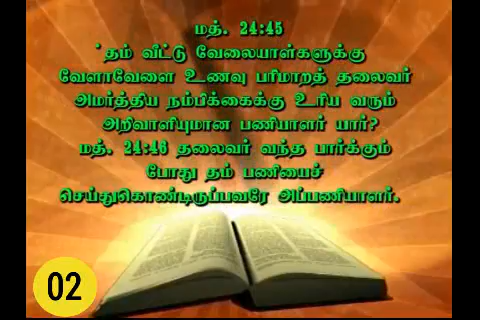 மத். 24:45
‘தம் வீட்டு வேலையாள்களுக்கு
வேளாவேளை உணவு பரிமாறத் தலைவர்
அமர்த்திய நம்பிக்கைக்கு உரிய வரும்
அறிவாளியுமான பணியாளர் யார்?
மத். 24:46 தலைவர் வந்த பார்க்கும்
போது தம் பணியைச்
செய்துகொண்டிருப்பவரே அப்பணியாளர்.
02